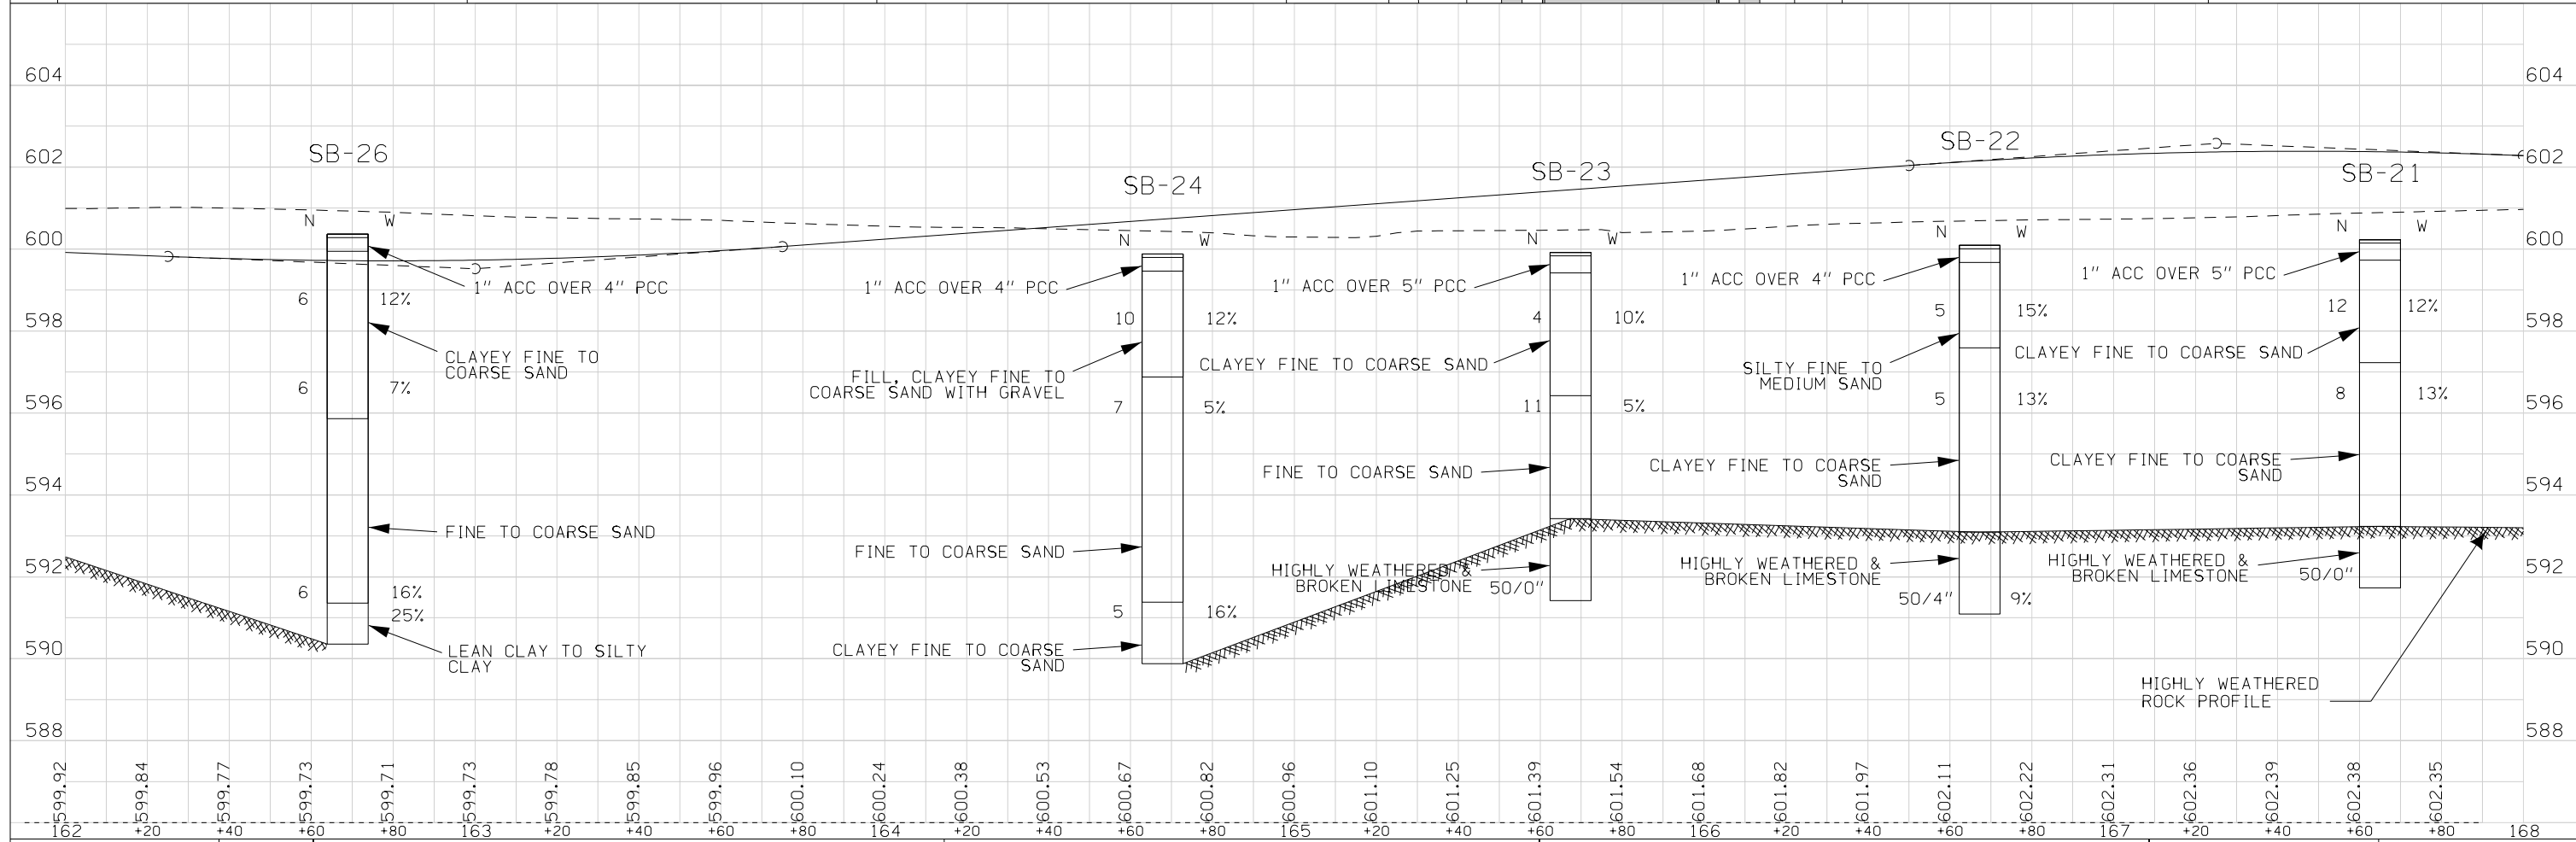 604
604
602
602
SB-26
SB-24
SB-23
SB-22
SB-21
600
600
N W
N W
N W
N W
N W
1" ACC OVER 4" PCC
1" ACC OVER 4" PCC
1" ACC OVER 5" PCC
1" ACC OVER 4" PCC
1" ACC OVER 5" PCC
6 12%
10 12%
4 10%
5 15%
12 12%
598
598
CLAYEY FINE TO
COARSE SAND
FILL, CLAYEY FINE TO
COARSE SAND WITH GRAVEL
CLAYEY FINE TO COARSE SAND
SILTY FINE TO
MEDIUM SAND
CLAYEY FINE TO COARSE SAND
6 7%
7 5%
11 5%
5 13%
8 13%
596
596
FINE TO COARSE SAND
FINE TO COARSE SAND
FINE TO COARSE SAND
CLAYEY FINE TO COARSE
SAND
CLAYEY FINE TO COARSE
SAND
594
594
HIGHLY WEATHERED &
BROKEN LIMESTONE
HIGHLY WEATHERED &
BROKEN LIMESTONE
HIGHLY WEATHERED &
BROKEN LIMESTONE
592
592
6 16%
25%
5 16%
50/0"
50/4" 9%
50/0"
LEAN CLAY TO SILTY
CLAY
CLAYEY FINE TO COARSE
SAND
590
590
HIGHLY WEATHERED
ROCK PROFILE
588
588
599.92 599.84 599.77 599.73 599.71 599.73 599.78 599.85 599.96 600.10 600.24 600.38 600.53 600.67 600.82 600.96 601.10 601.25 601.39 601.54 601.68 601.82 601.97 602.11 602.22 602.31 602.36 602.39 602.38 602.35
162 +20 +40 +60 +80 163 +20 +40 +60 +80 164 +20 +40 +60 +80 165 +20 +40 +60 +80 166 +20 +40 +60 +80 167 +20 +40 +60 +80 168